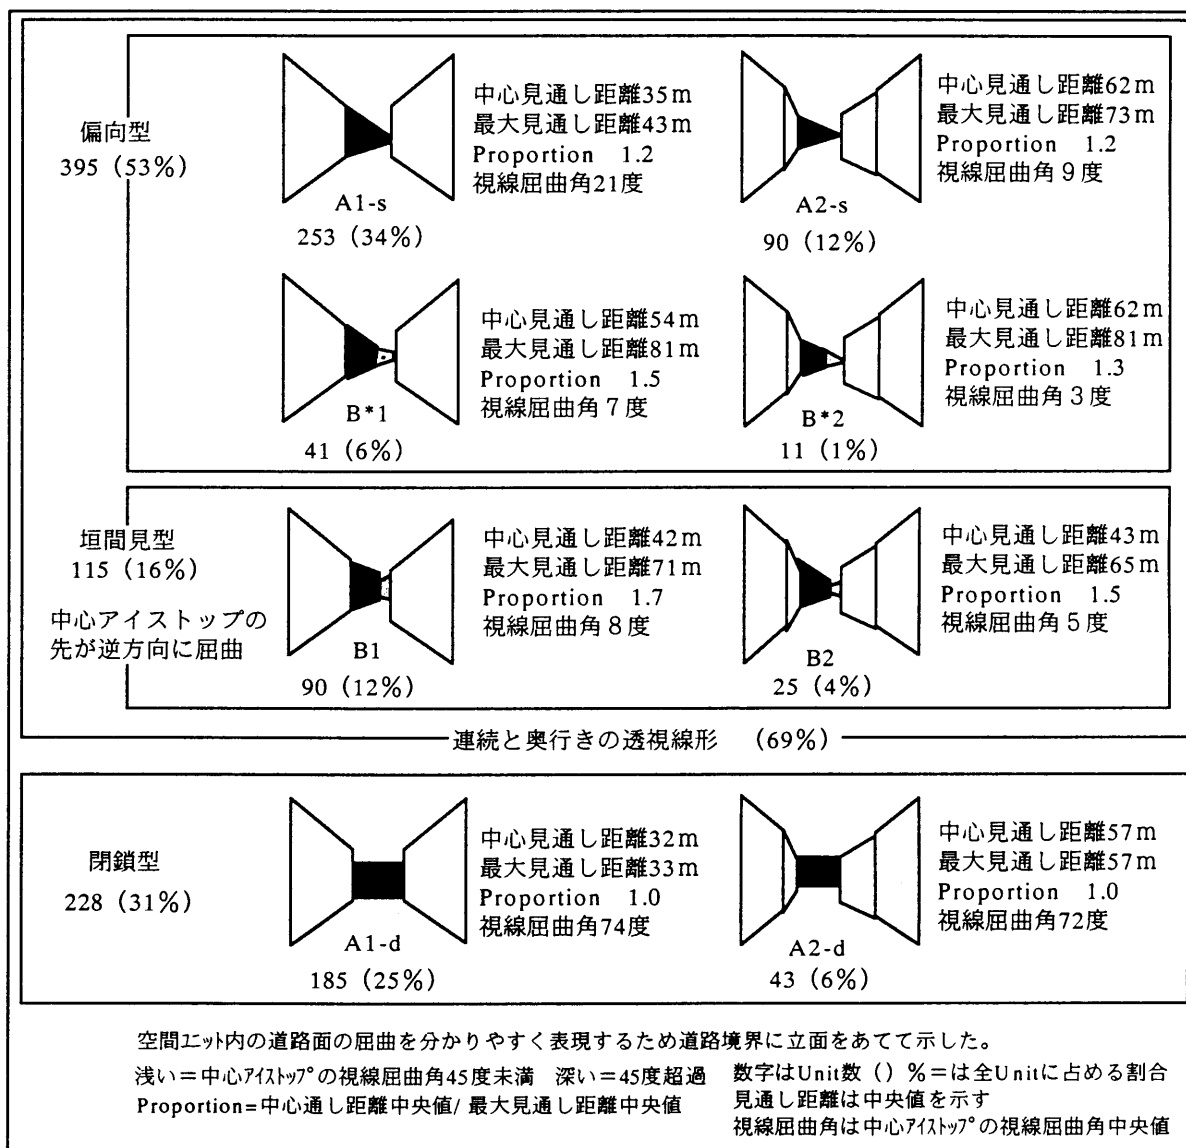 偏向型
395 (53%)
A1-s
253 (34%)
中心見通し距離35m
最大見通し距離43m
Proportion 1.2
視線屈曲角21度
A2-s
90 (12%)
中心見通し距離62m
最大見通し距離73m
Proportion 1.2
視線屈曲角9度
B*1
41 (6%)
中心見通し距離54m
最大見通し距離81m
Proportion 1.5
視線屈曲角7度
B*2
11 (1%)
中心見通し距離62m
最大見通し距離81m
Proportion 1.3
視線屈曲角3度
垣間見型
115 (16%)
中心アイストップの
先が逆方向に屈曲
B1
90 (12%)
中心見通し距離42m
最大見通し距離71m
Proportion 1.7
視線屈曲角8度
B2
25 (4%)
中心見通し距離43m
最大見通し距離65m
Proportion 1.5
視線屈曲角5度
連続と奥行きの透視線形 (69%)
閉鎖型
228 (31%)
A1-d
185 (25%)
中心見通し距離32m
最大見通し距離33m
Proportion 1.0
視線屈曲角74度
A2-d
43 (6%)
中心見通し距離57m
最大見通し距離57m
Proportion 1.0
視線屈曲角72度
空間ユニット内の道路面の屈曲を分かりやすく表現するため道路境界に立面をあてて示した。
浅い=中心アイストップの視線屈曲角45度未満 深い=45度超過
Proportion=中心通し距離中央値/ 最大見通し距離中央値
数字はUnit数 () %=は全Unitに占める割合
見通し距離は中央値を示す
視線屈曲角は中心アイストップの視線屈曲角中央値